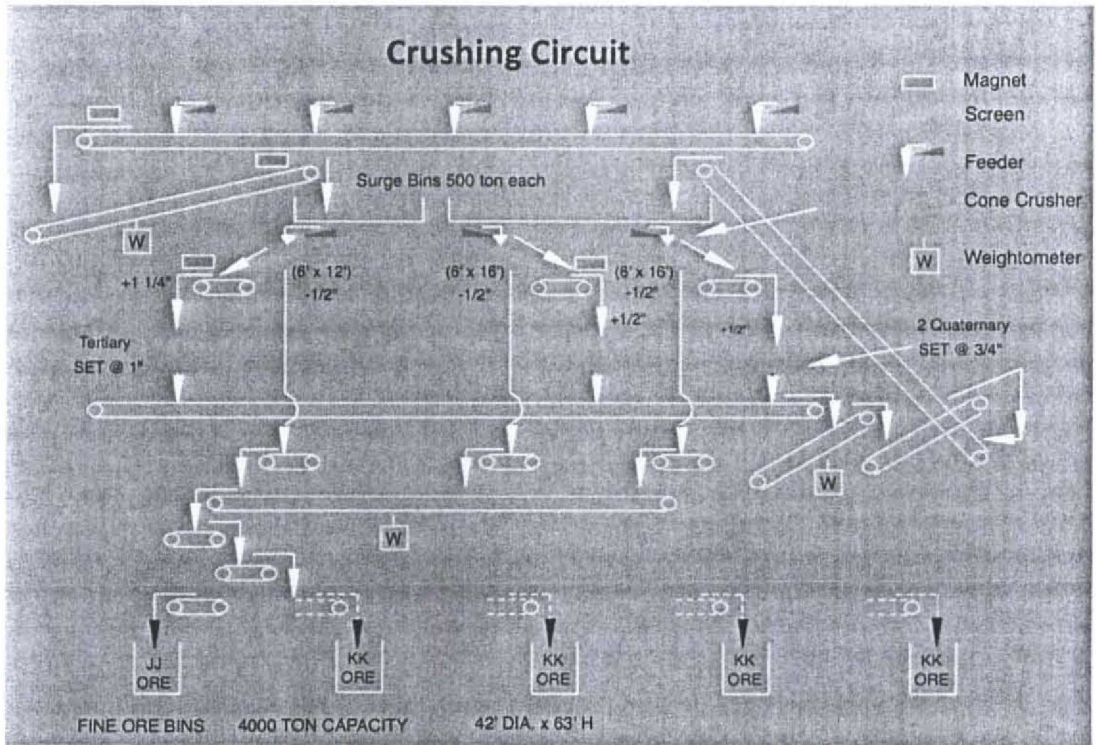 Crushing Circuit
Magnet
Screen
Feeder
Cone Crusher
W
Weightometer
Surge Bins 500 ton each
W
+1 1/4"
(6' x 12')
-1/2"
(6' x 16')
-1/2"
(6' x 16')
-1/2"
+1/2"
+1/2"
Tertiary
SET @ 1"
2 Quaternary
SET @ 3/4"
W
W
JJ
ORE
KK
ORE
KK
ORE
KK
ORE
KK
ORE
FINE ORE BINS
4000 TON CAPACITY
42' DIA. x 63' H